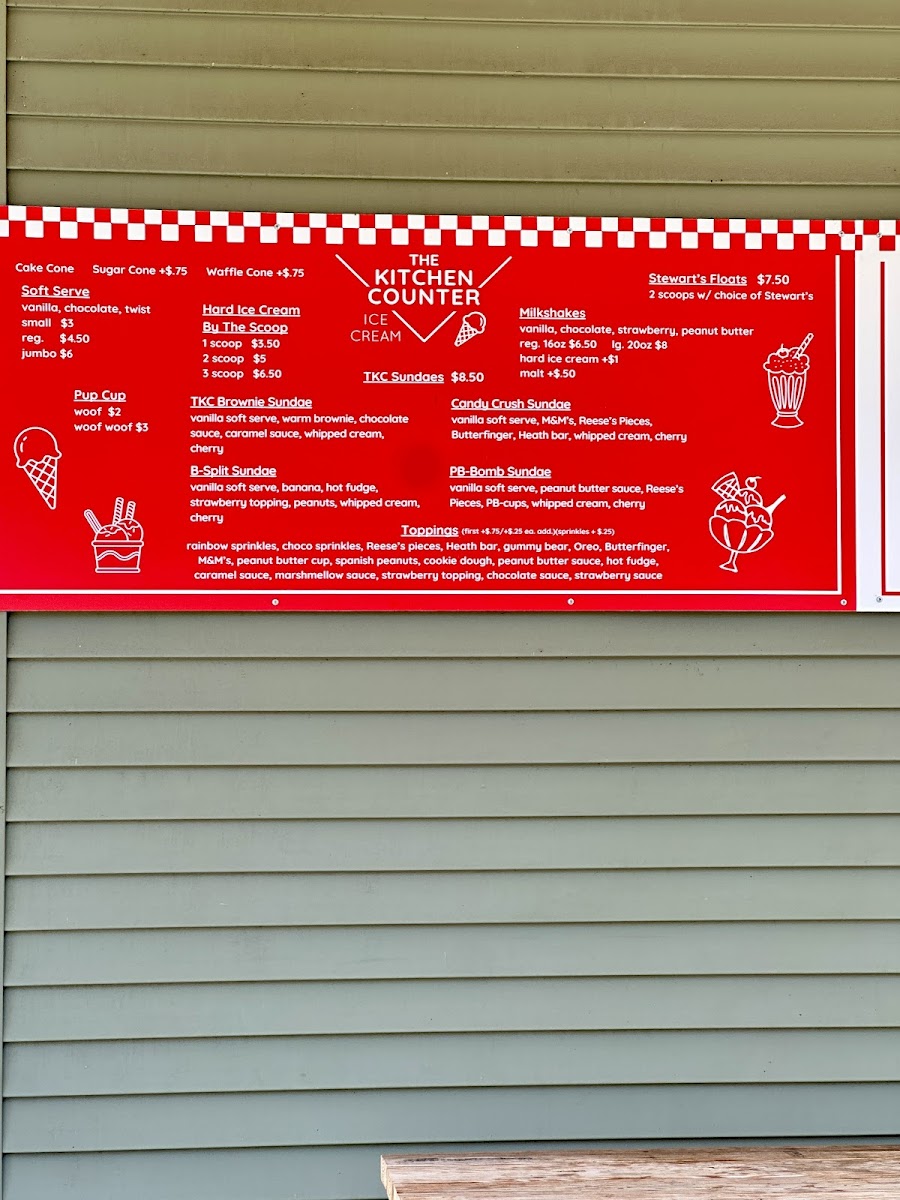 THE
KITCHEN
COUNTER
ICE
CREAM
Cake Cone Sugar Cone +$.75 Waffle Cone +$.75
Soft Serve
vanilla, chocolate, twist
small $3
reg. $4.50
jumbo $6
Hard Ice Cream
By The Scoop
1 scoop $3.50
2 scoop $5
3 scoop $6.50
Milkshakes
vanilla, chocolate, strawberry, peanut butter
reg. 16oz $6.50 lg. 20oz $8
hard ice cream +$1
malt +$.50
Stewart's Floats $7.50
2 scoops w/ choice of Stewart's
Pup Cup
woof $2
woof woof $3
TKC Sundaes $8.50
TKC Brownie Sundae
vanilla soft serve, warm brownie, chocolate
sauce, caramel sauce, whipped cream,
cherry
Candy Crush Sundae
vanilla soft serve, M&M's, Reese's Pieces,
Butterfinger, Heath bar, whipped cream, cherry
B-Split Sundae
vanilla soft serve, banana, hot fudge,
strawberry topping, peanuts, whipped cream,
cherry
PB-Bomb Sundae
vanilla soft serve, peanut butter sauce, Reese's
Pieces, PB-cups, whipped cream, cherry
Toppings (first +$.75/+$.25 ea. add.)(sprinkles + $.25)
rainbow sprinkles, choco sprinkles, Reese's pieces, Heath bar, gummy bear, Oreo, Butterfinger,
M&M's, peanut butter cup, spanish peanuts, cookie dough, peanut butter sauce, hot fudge,
caramel sauce, marshmellow sauce, strawberry topping, chocolate sauce, strawberry sauce